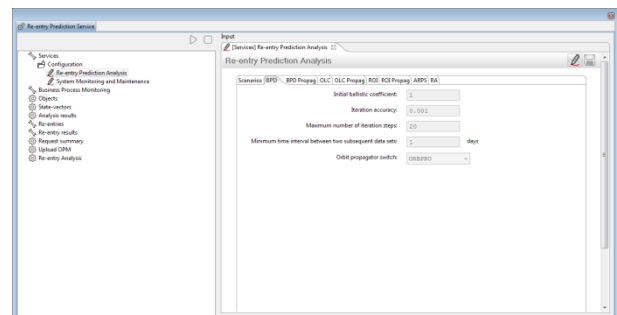 Re-entry Prediction Service
Services
Configuration
Re-entry Prediction Analysis
System Monitoring and Maintenance
Business Process Monitoring
Objects
State-vectors
Analysis results
Re-entries
Re-entry results
Request summary
Upload OPM
Re-entry Analysis
Input
[Services] Re-entry Prediction Analysis
Re-entry Prediction Analysis
Scenarios BPD BPD Propag OLC OLC Propag ROI ROI Propag ARPS RA
Initial ballistic coefficient: 1
Iteration accuracy: 0.001
Maximum number of iteration steps: 20
Minimum time interval between two subsequent data sets: 1 days
Orbit propagator switch: ORBPRO